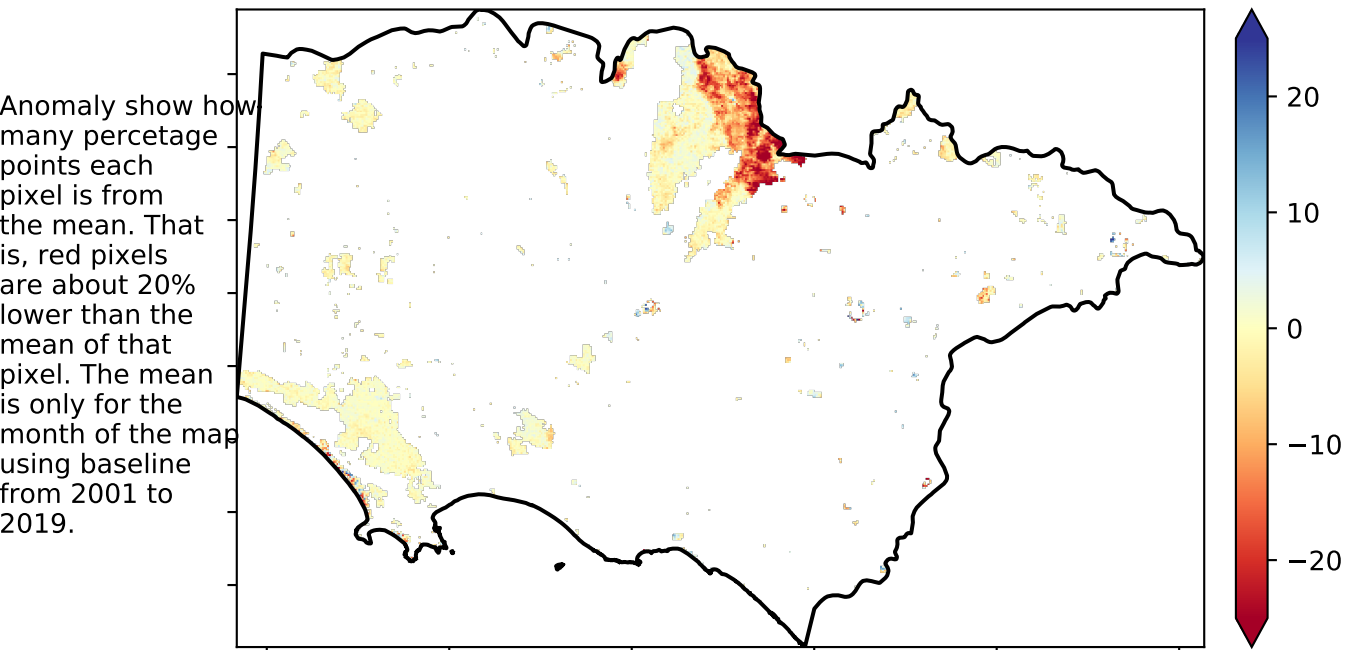 Anomaly show how
many percetage
points each
pixel is from
the mean. That
is, red pixels
are about 20%
lower than the
mean of that
pixel. The mean
is only for the
month of the map
using baseline
from 2001 to
2019.
20
10
0
−10
−20